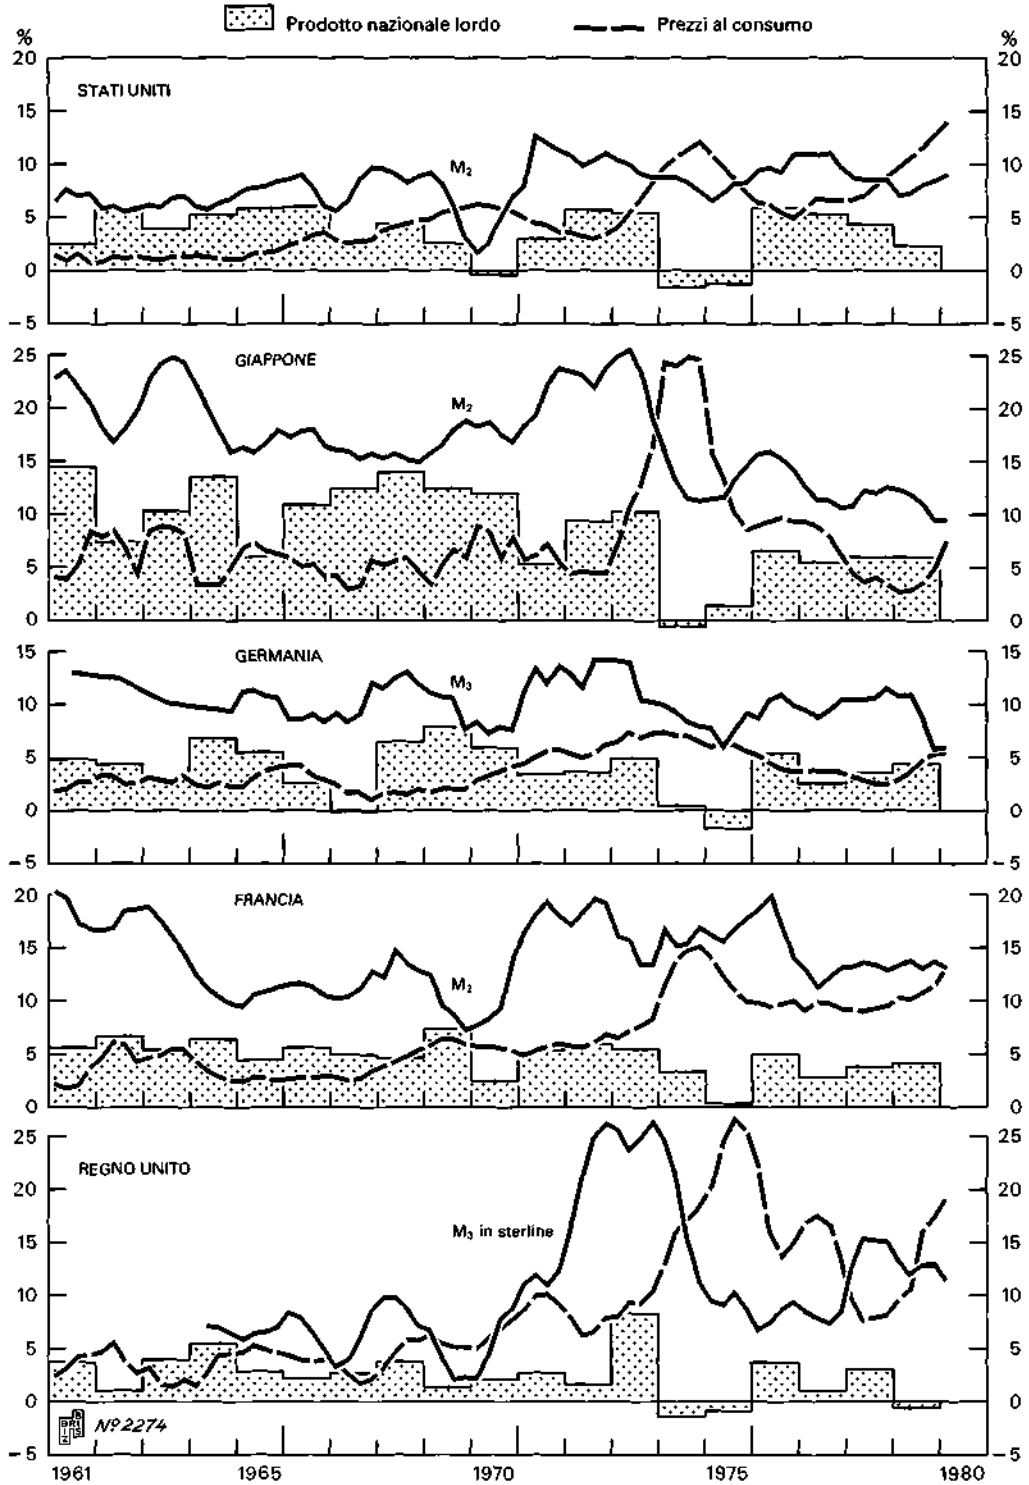 Prodotto nazionale lordo
Prezzi al consumo
% %
20 20
STATI UNITI
15 15
M2
10 10
5 5
0 0
– 5 – 5
25 25
GIAPPONE
M2
20 20
15 15
10 10
5 5
0 0
15 15
GERMANIA
M3
10 10
5 5
0 0
– 5 – 5
20 20
FRANCIA
15 15
M2
10 10
5 5
0 0
25 25
REGNO UNITO
20 20
M3 in sterline
15 15
10 10
5 5
0 0
Nº 2274
– 5 – 5
1961 1965 1970 1975 1980